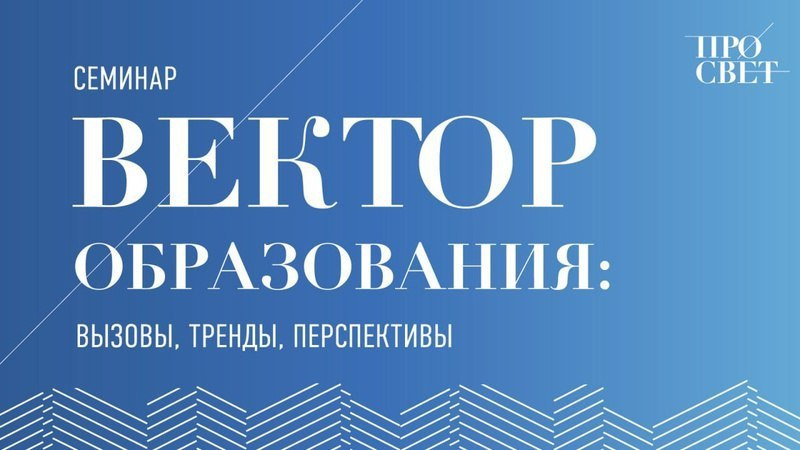 СЕМИНАР
ВЕКТОР
ОБРАЗОВАНИЯ:
ВЫЗОВЫ, ТРЕНДЫ, ПЕРСПЕКТИВЫ
ПРО
СВЕТ